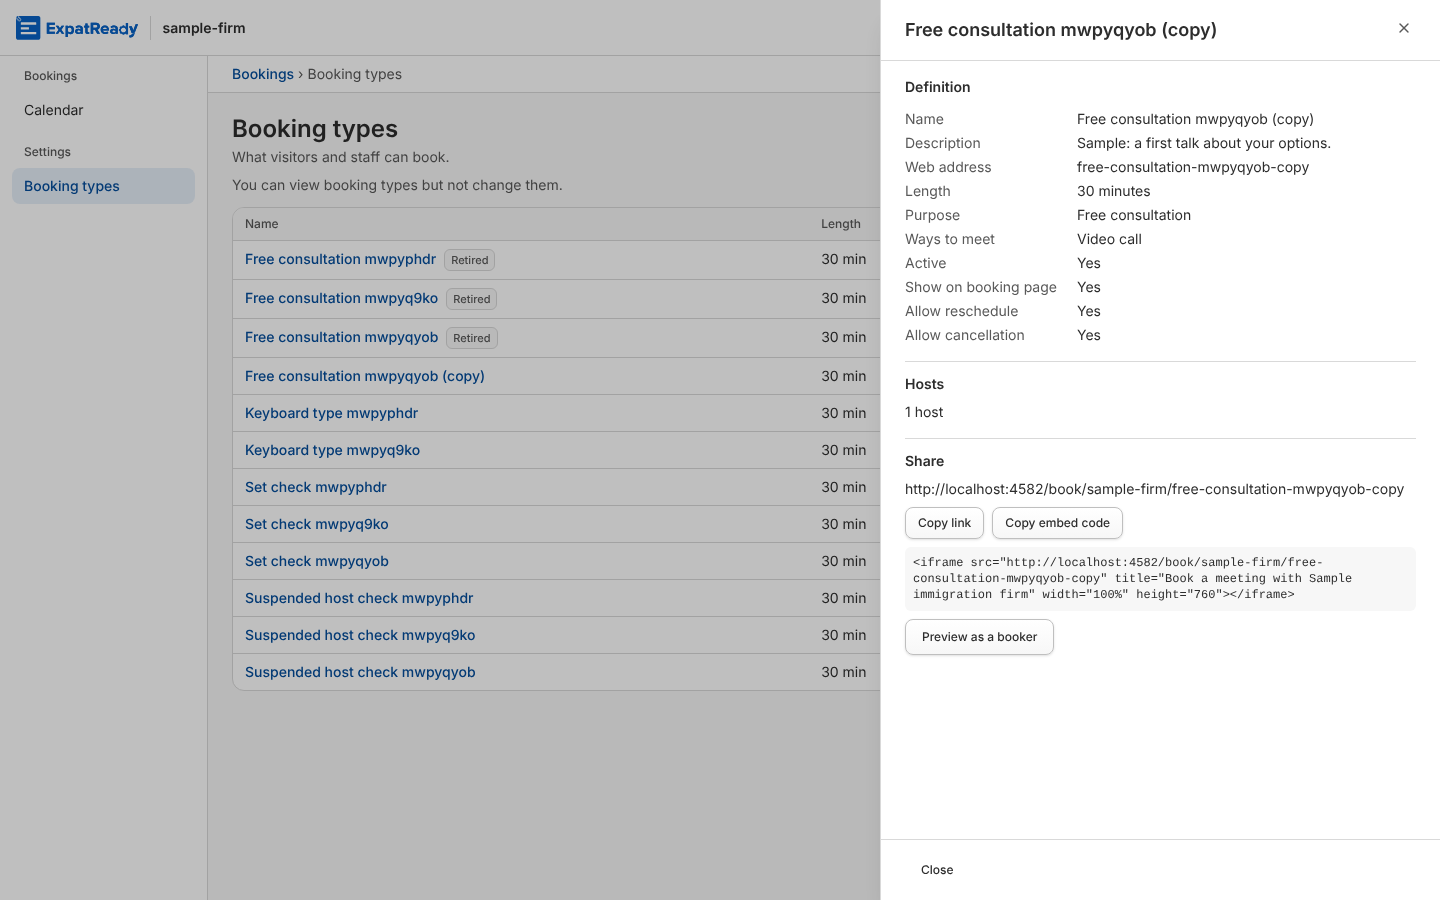 ExpatReady
sample-firm
Bookings
Calendar
Settings
Booking types
Bookings › Booking types
Booking types
What visitors and staff can book.
You can view booking types but not change them.
Name Length
Free consultation mwpyphdr Retired 30 min
Free consultation mwpyq9ko Retired 30 min
Free consultation mwpyqyob Retired 30 min
Free consultation mwpyqyob (copy) 30 min
Keyboard type mwpyphdr 30 min
Keyboard type mwpyq9ko 30 min
Set check mwpyphdr 30 min
Set check mwpyq9ko 30 min
Set check mwpyqyob 30 min
Suspended host check mwpyphdr 30 min
Suspended host check mwpyq9ko 30 min
Suspended host check mwpyqyob 30 min
Free consultation mwpyqyob (copy)
Definition
Name Free consultation mwpyqyob (copy)
Description Sample: a first talk about your options.
Web address free-consultation-mwpyqyob-copy
Length 30 minutes
Purpose Free consultation
Ways to meet Video call
Active Yes
Show on booking page Yes
Allow reschedule Yes
Allow cancellation Yes
Hosts
1 host
Share
http://localhost:4582/book/sample-firm/free-consultation-mwpyqyob-copy
Copy link Copy embed code
<iframe src="http://localhost:4582/book/sample-firm/free-
consultation-mwpyqyob-copy" title="Book a meeting with Sample
immigration firm" width="100%" height="760"></iframe>
Preview as a booker
Close